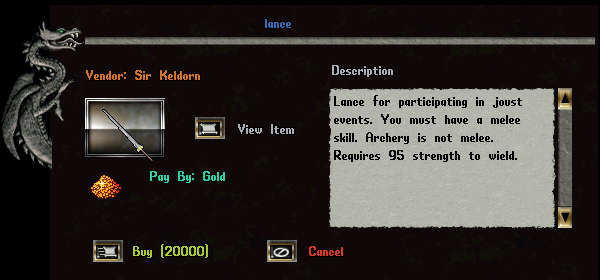 lance
Vendor: Sir Keldorn
View Item
Pay By: Gold
Description
Lance for participating in joust
events. You must have a melee
skill. Archery is not melee.
Requires 95 strength to wield.
Buy (20000)
Cancel